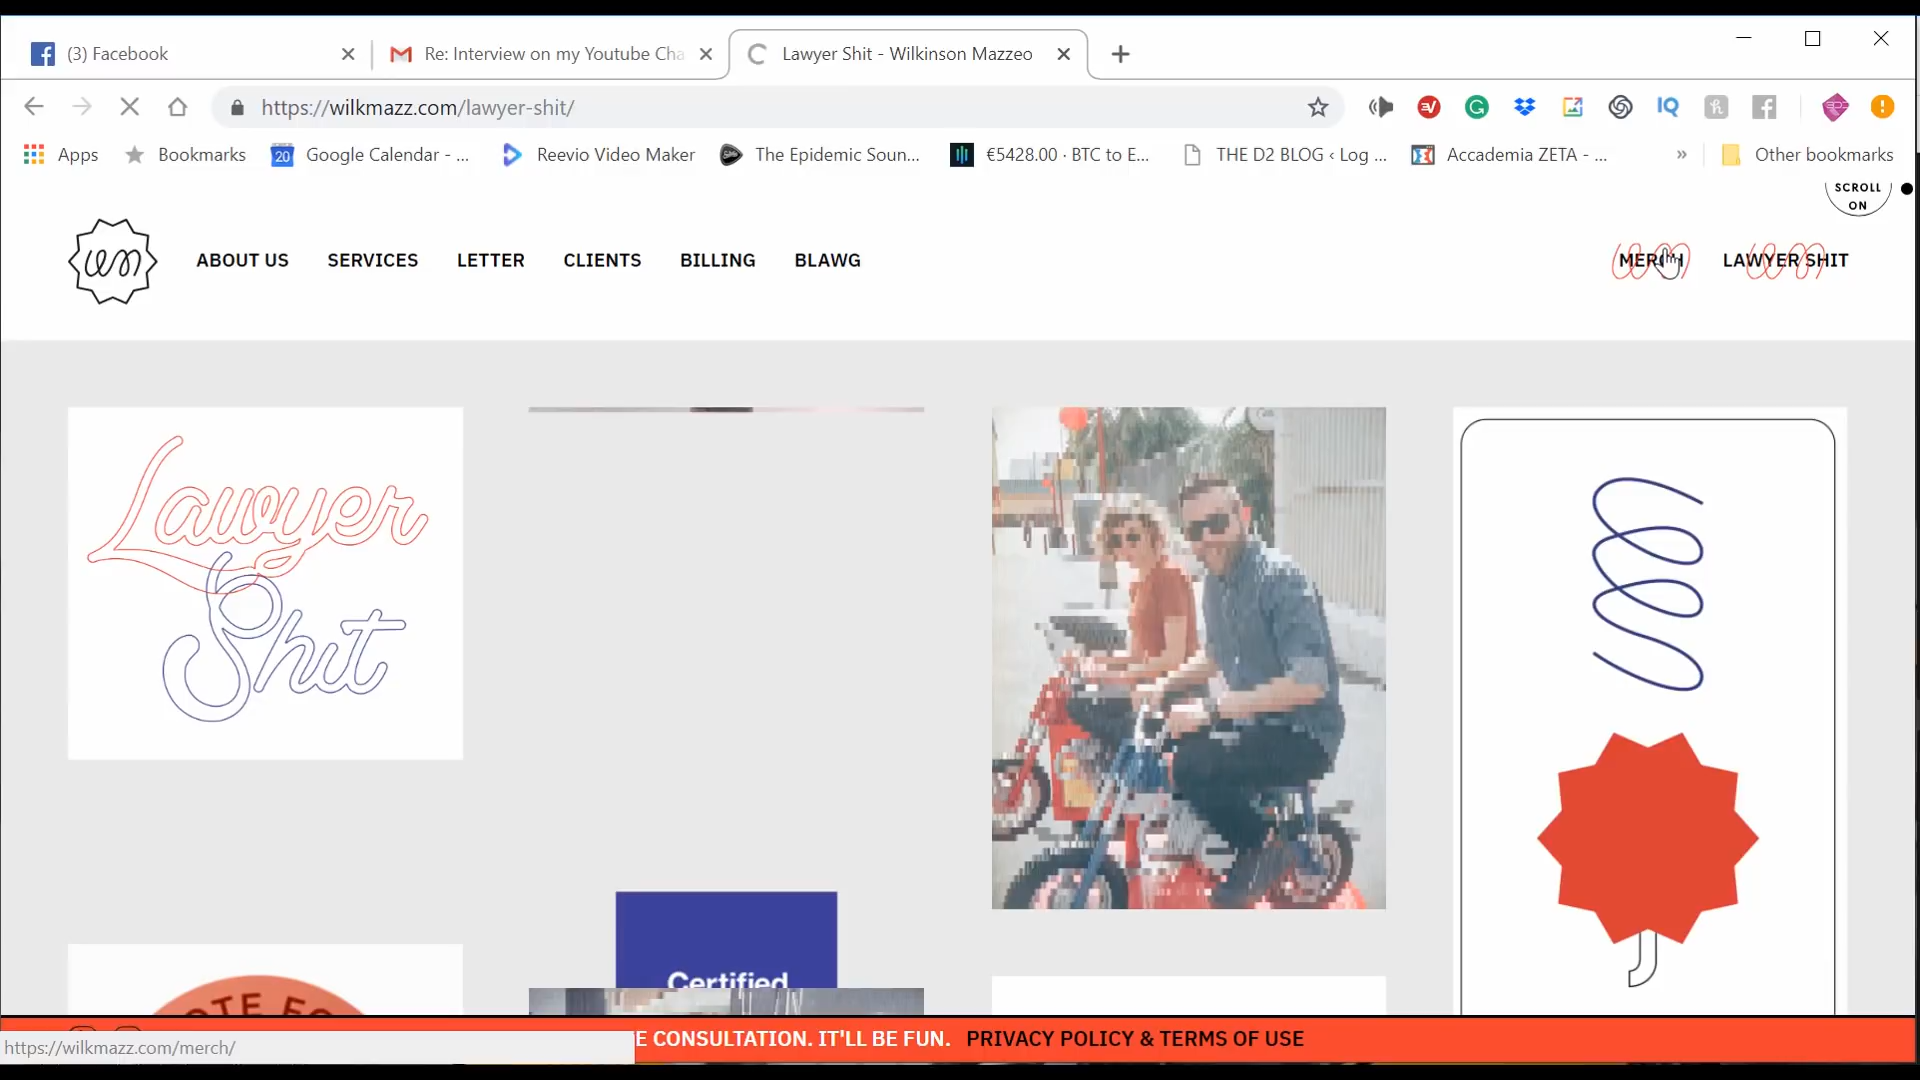 (3) Facebook
Re: Interview on my Youtube Cha
Lawyer Shit - Wilkinson Mazzeo
https://wilkmazz.com/lawyer-shit/
Apps
Bookmarks
20
Google Calendar - ...
Reevio Video Maker
The Epidemic Soun...
€5428.00 · BTC to E...
THE D2 BLOG ‹ Log ...
Accademia ZETA - ...
»
Other bookmarks
SCROLL
ON
ABOUT US
SERVICES
LETTER
CLIENTS
BILLING
BLAWG
MERCH
LAWYER SHIT
Lawyer
Shit
Certified
E CONSULTATION. IT'LL BE FUN.
PRIVACY POLICY & TERMS OF USE
https://wilkmazz.com/merch/